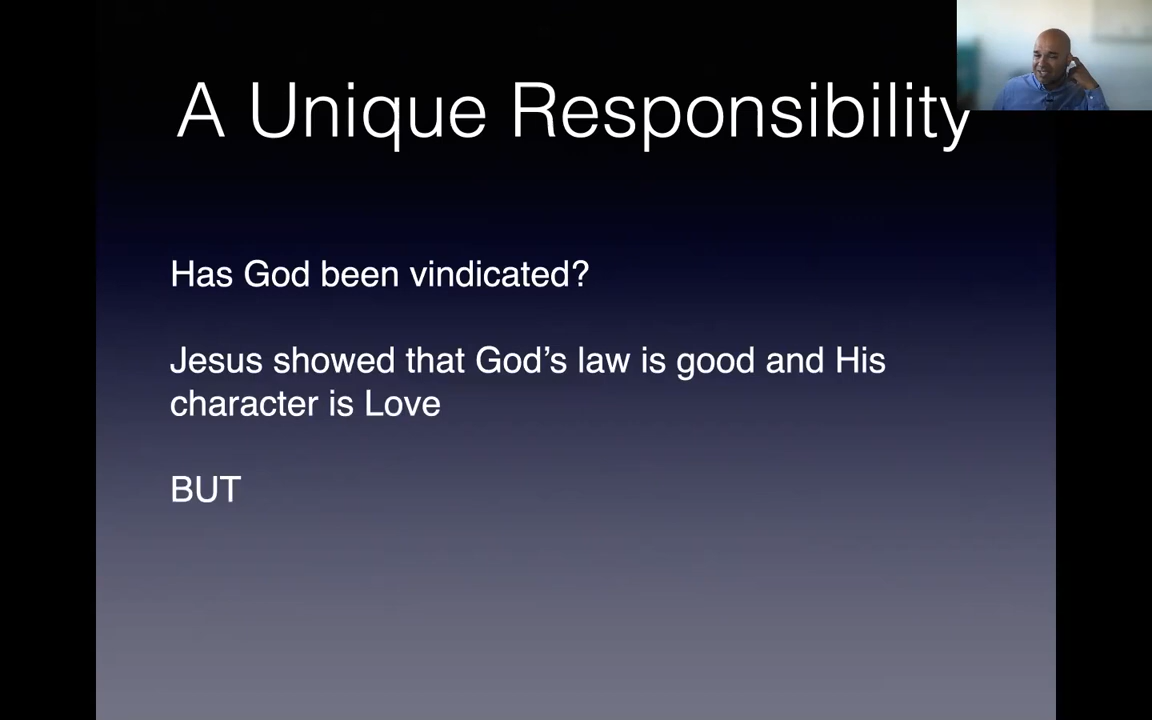 A Unique Responsibility
Has God been vindicated?
Jesus showed that God’s law is good and His
character is Love
BUT